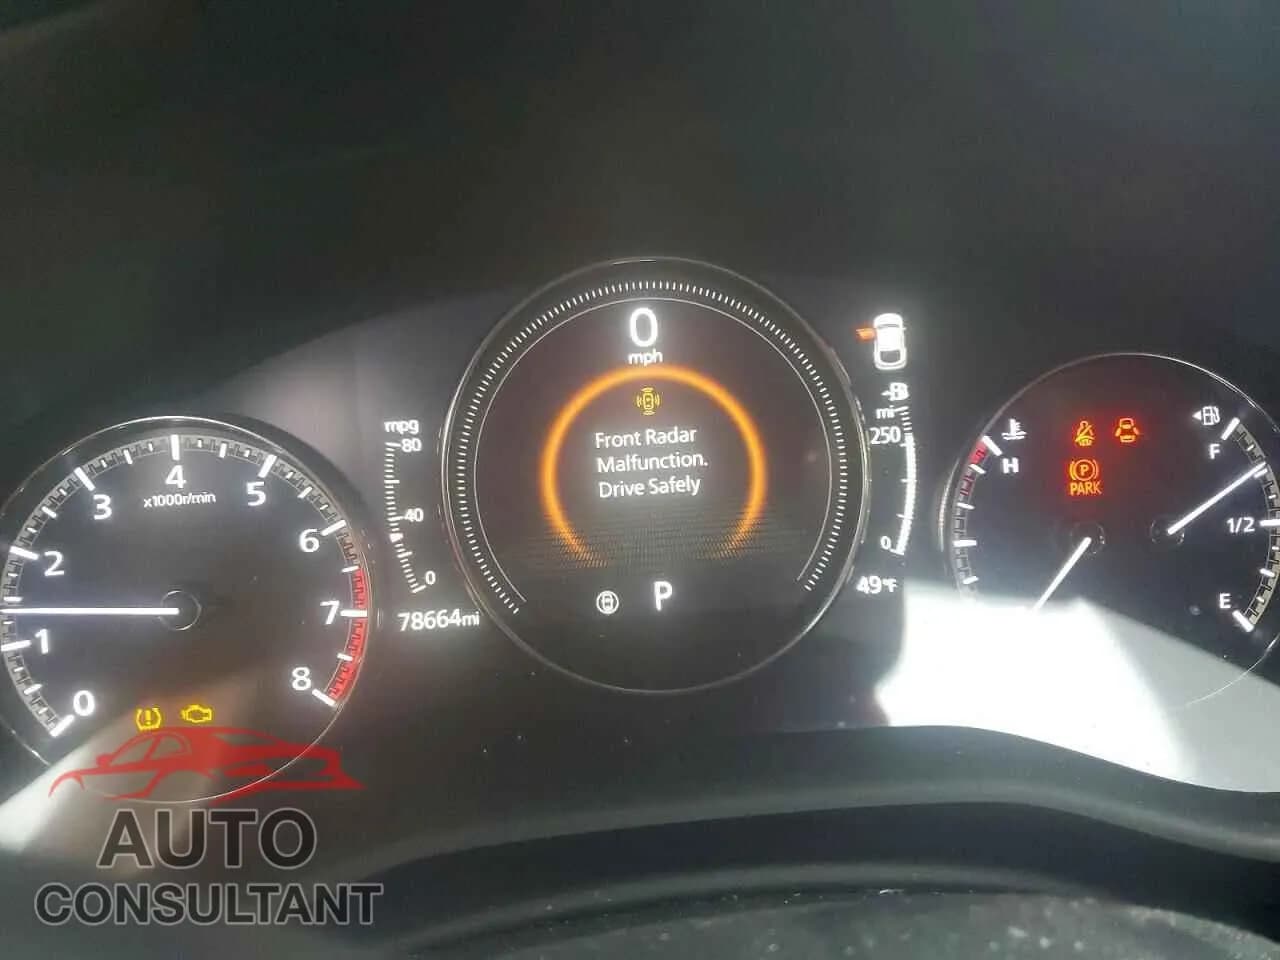 0
mph
Front Radar
Malfunction.
Drive Safely
P
mpg
80
40
0
78664mi
mi
250
0
49°F
0
1
2
3
4
5
6
7
8
x1000r/min
H
F
1/2
E
P
PARK
AUTO
CONSULTANT